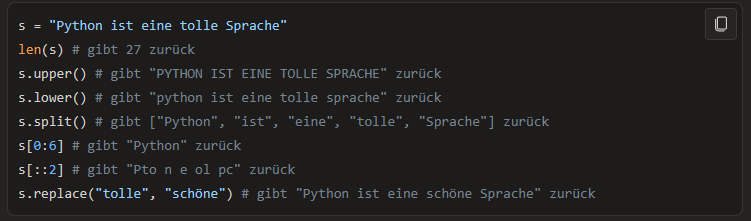 s = "Python ist eine tolle Sprache"
len(s) # gibt 27 zurück
s.upper() # gibt "PYTHON IST EINE TOLLE SPRACHE" zurück
s.lower() # gibt "python ist eine tolle sprache" zurück
s.split() # gibt ["Python", "ist", "eine", "tolle", "Sprache"] zurück
s[0:6] # gibt "Python" zurück
s[::2] # gibt "Pto n e ol pc" zurück
s.replace("tolle", "schöne") # gibt "Python ist eine schöne Sprache" zurück